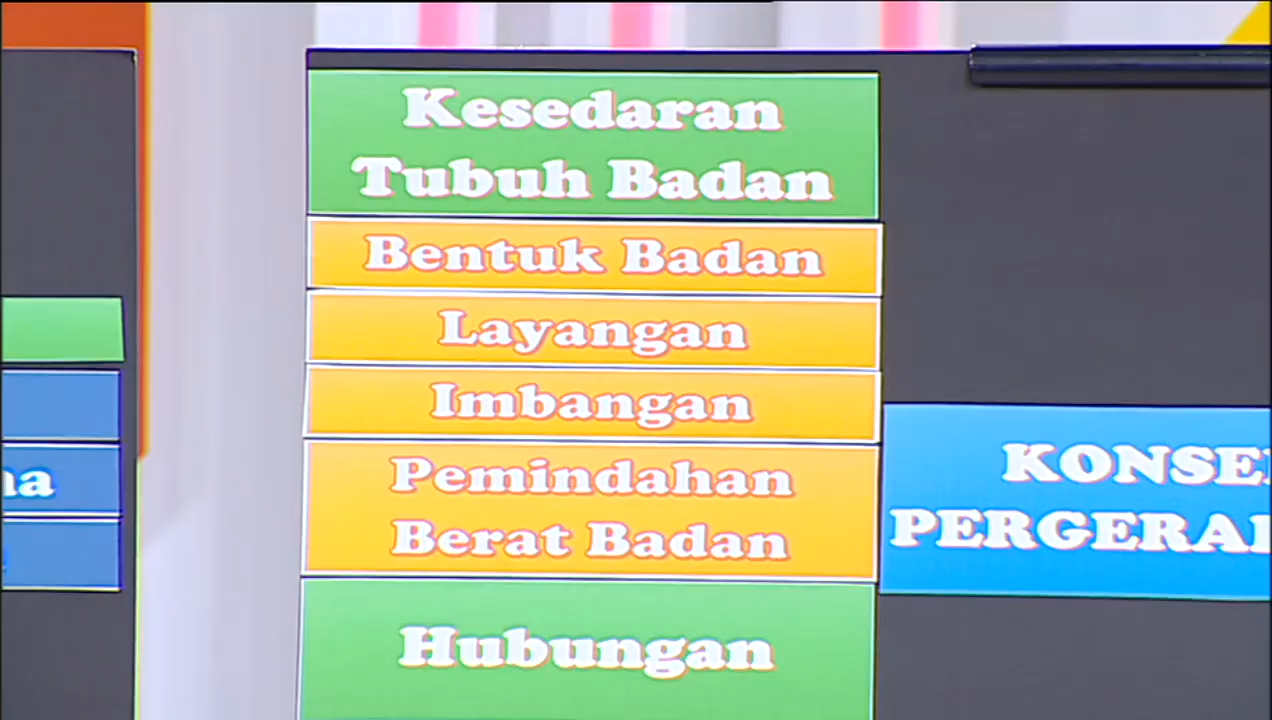 Kesedaran
Tubuh Badan
Bentuk Badan
Layangan
Imbangan
Pemindahan
Berat Badan
Hubungan